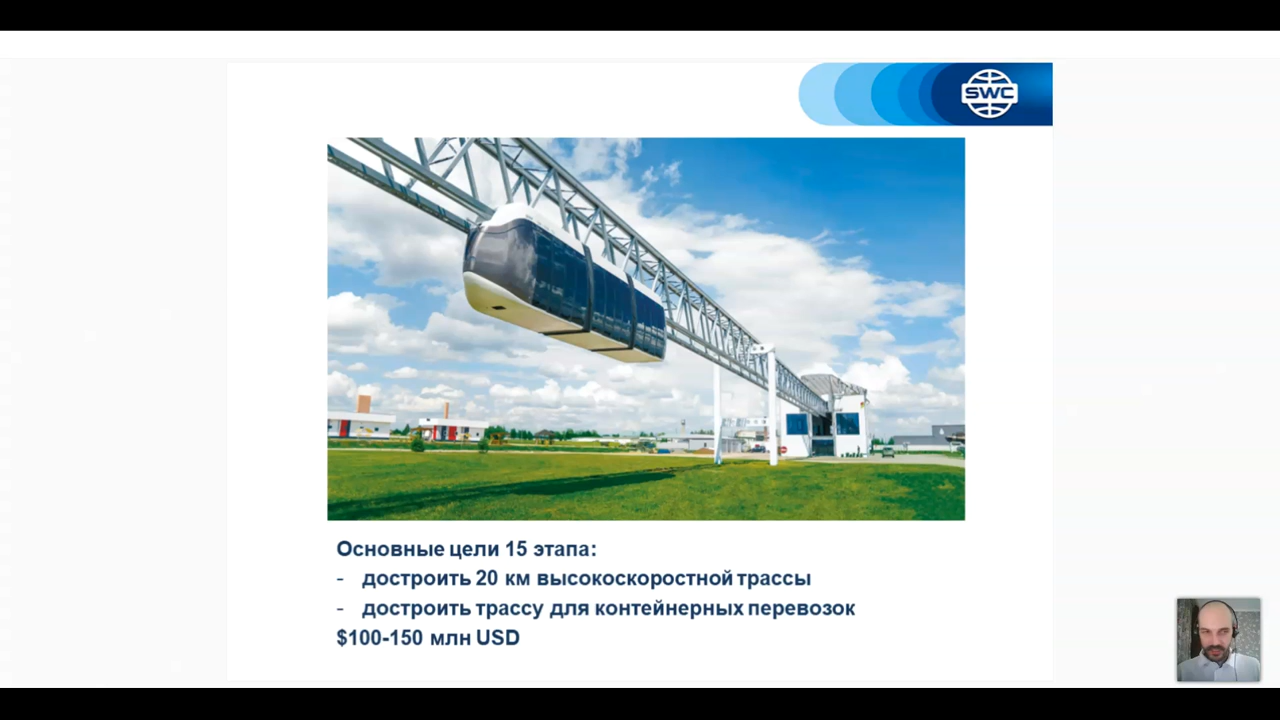 SWC
Основные цели 15 этапа:
- достроить 20 км высокоскоростной трассы
- достроить трассу для контейнерных перевозок
$100-150 млн USD